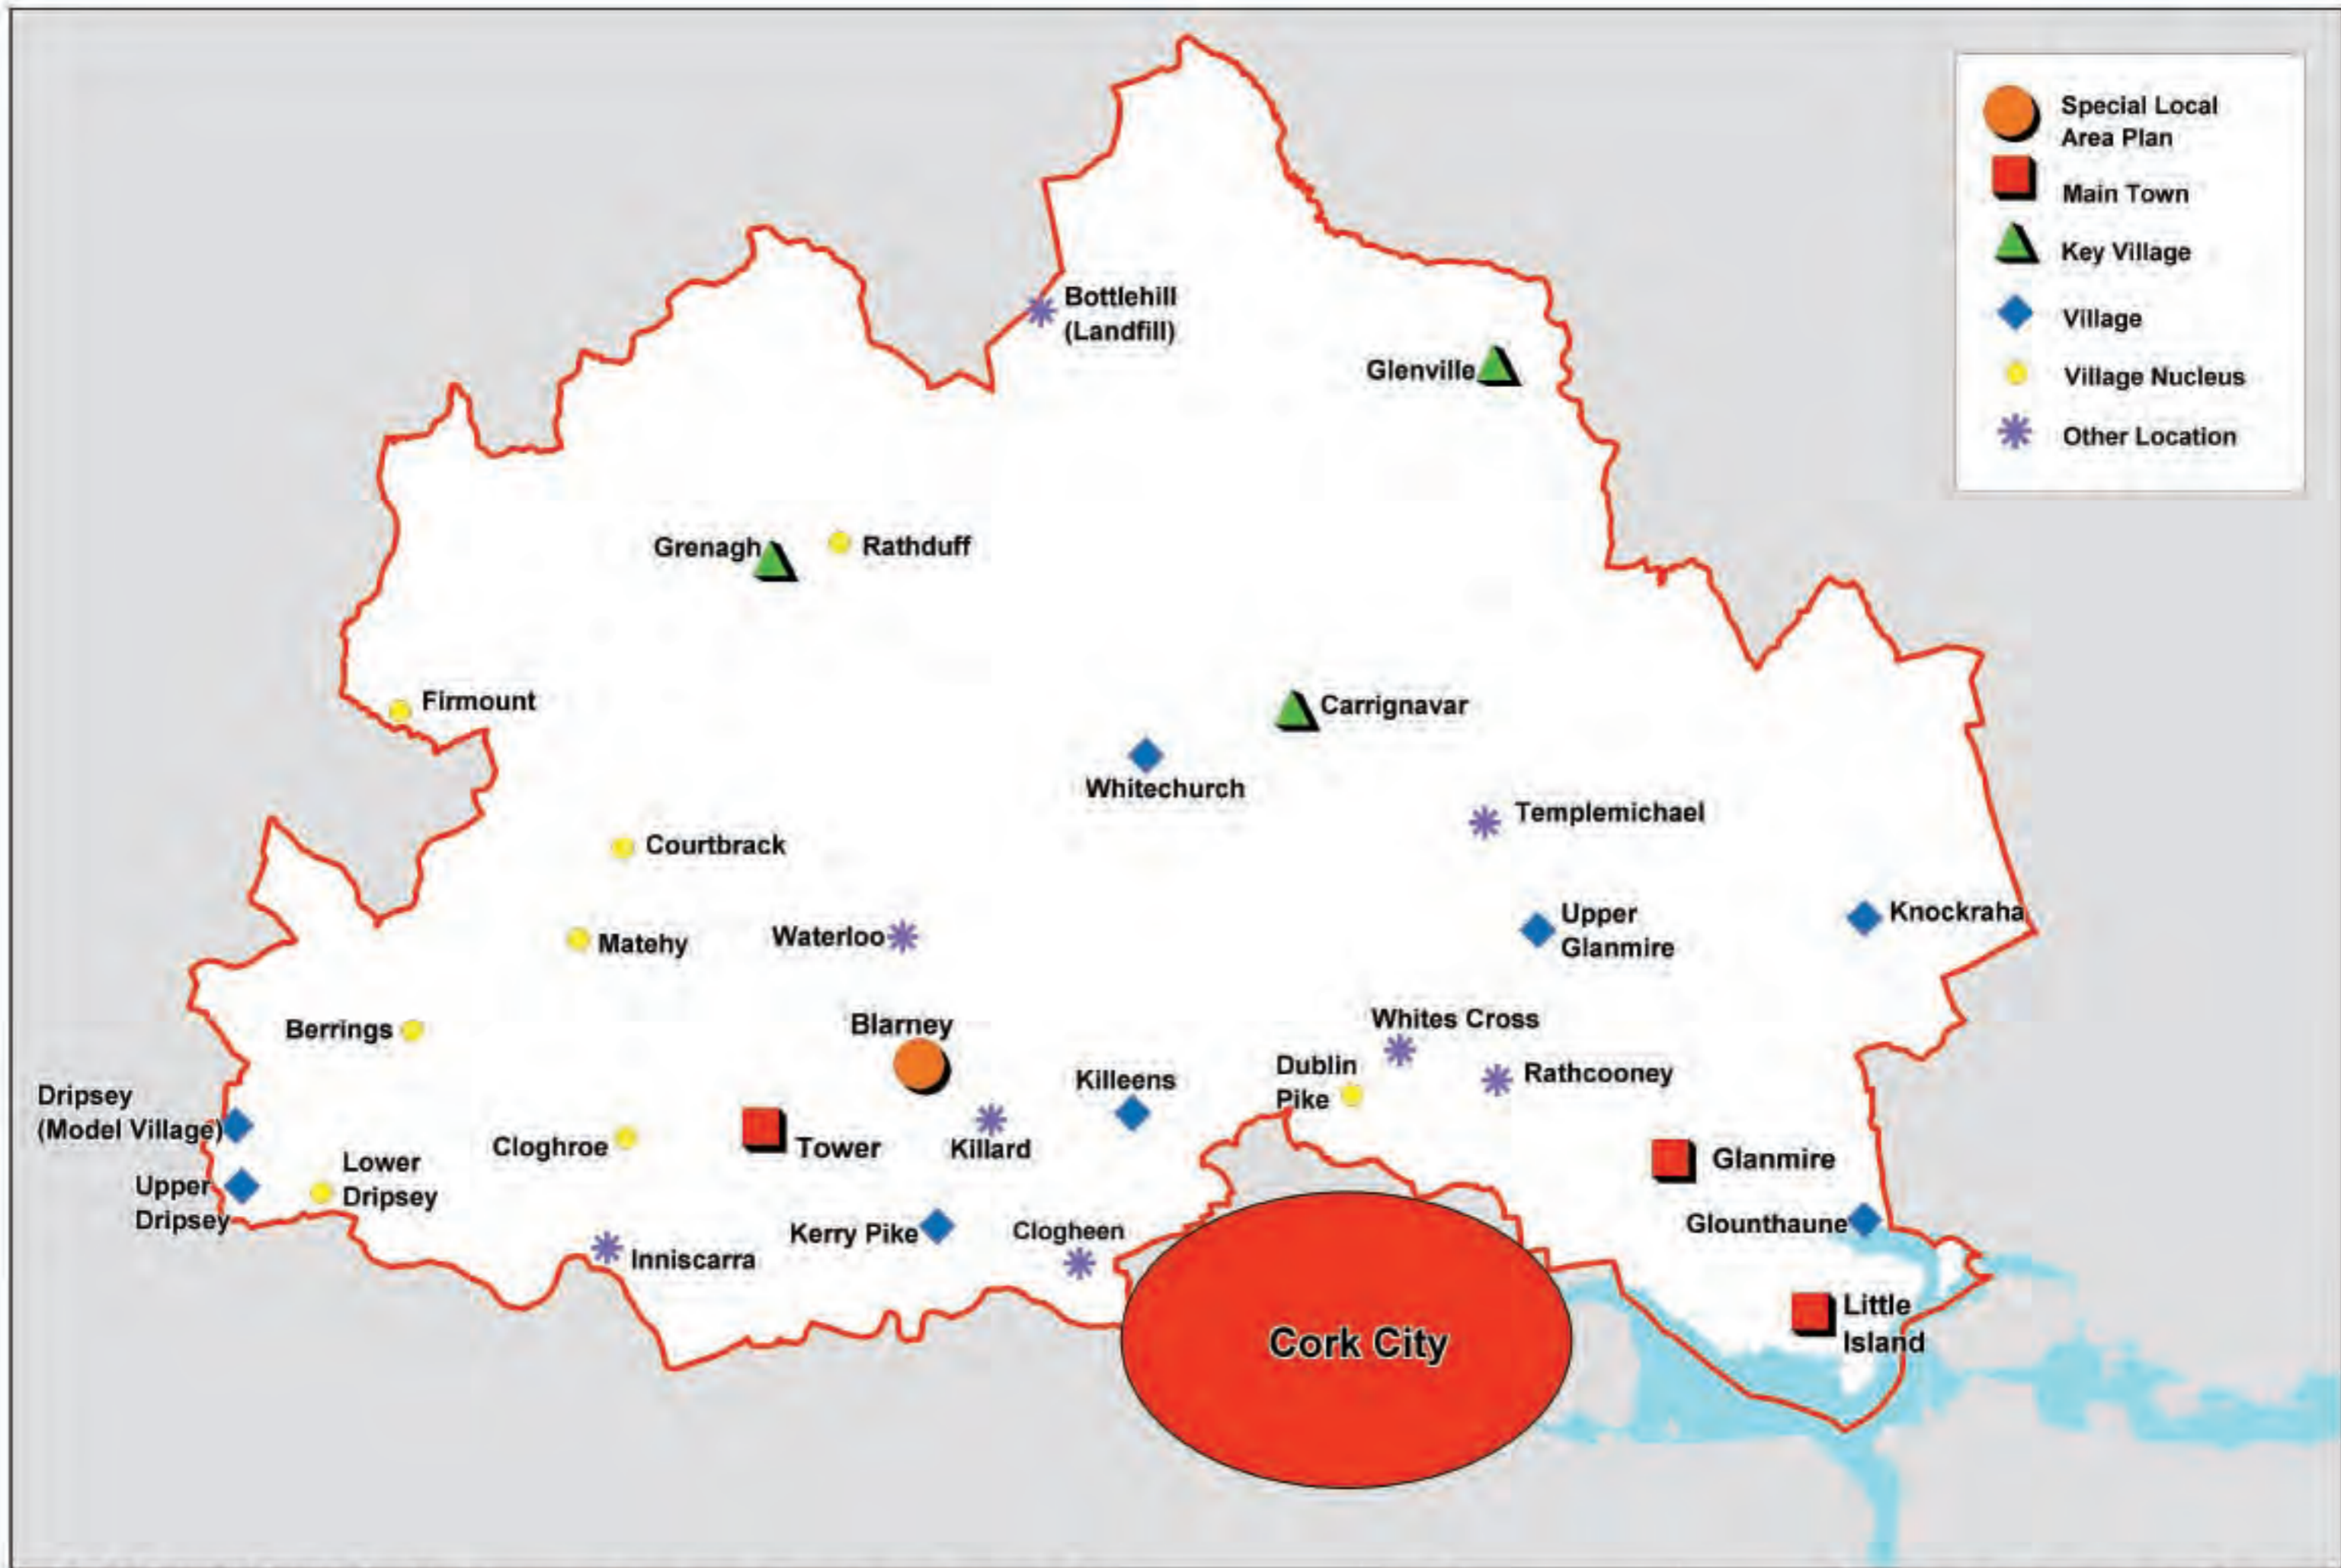 Special Local
Area Plan
Main Town
Key Village
Village
Village Nucleus
Other Location
Bottlehill
(Landfill)
Glenville
Grenagh
Rathduff
Firmount
Carrignavar
Whitechurch
Templemichael
Courtbrack
Upper
Glanmire
Knockraha
Matehy
Waterloo
Berrings
Blarney
Whites Cross
Dublin
Pike
Rathcooney
Killeens
Dripsey
(Model Village)
Cloghroe
Tower
Killard
Glanmire
Lower
Dripsey
Upper
Dripsey
Kerry Pike
Clogheen
Glounthaune
Inniscarra
Little
Island
Cork City